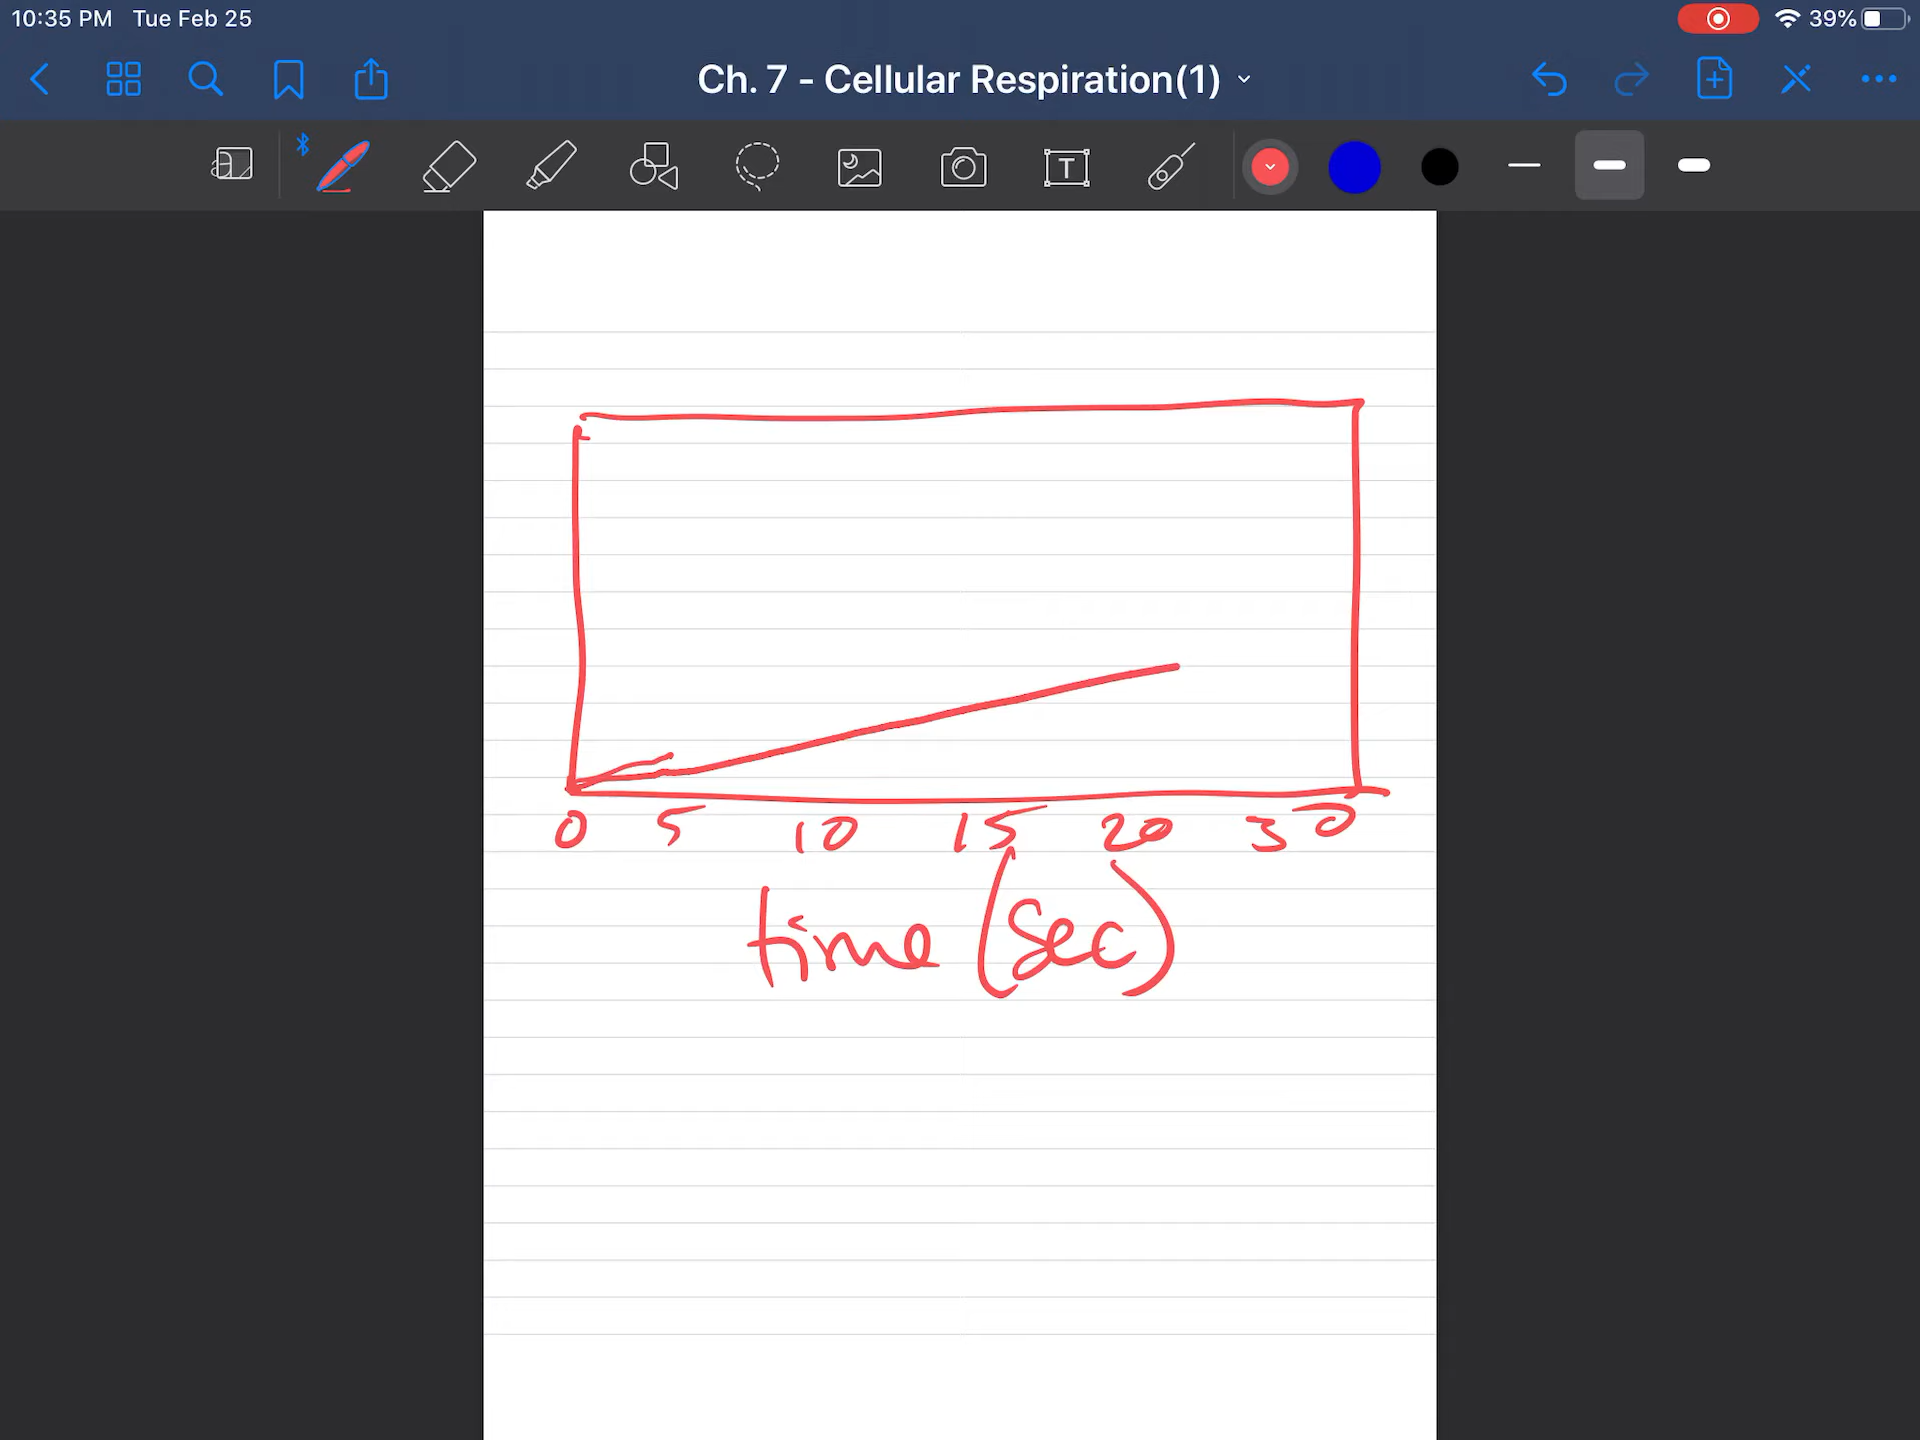 10:35 PM Tue Feb 25
39%
Ch. 7 - Cellular Respiration(1)
T
0 5 10 15 20 30
time (sec)